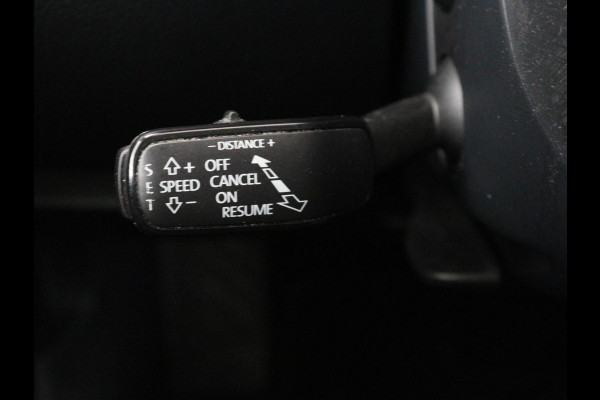 – DISTANCE +
S + OFF
E SPEED CANCEL
T – ON
RESUME